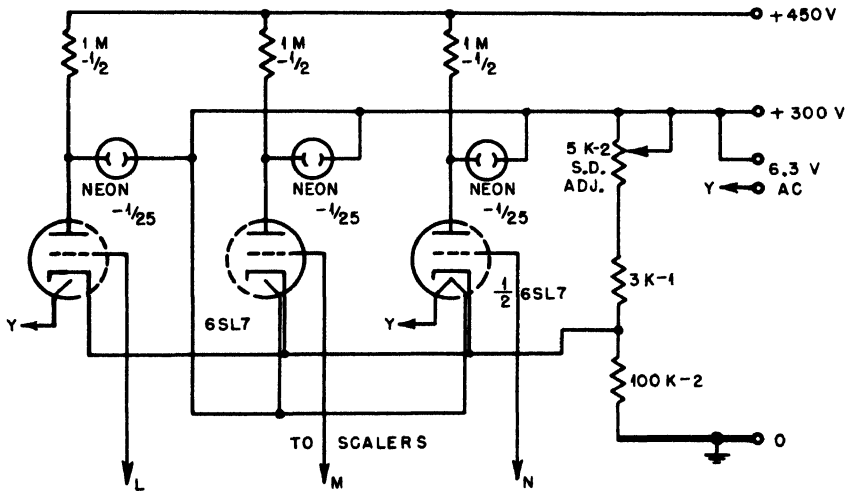 +450V
1 M
-1/2
1 M
-1/2
1 M
-1/2
+300 V
5 K-2
S.D.
ADJ.
6.3 V
Y
AC
NEON
-1/25
NEON
-1/25
NEON
-1/25
3 K-1
Y
6SL7
Y
1/2 6SL7
100 K-2
TO SCALERS
0
L
M
N